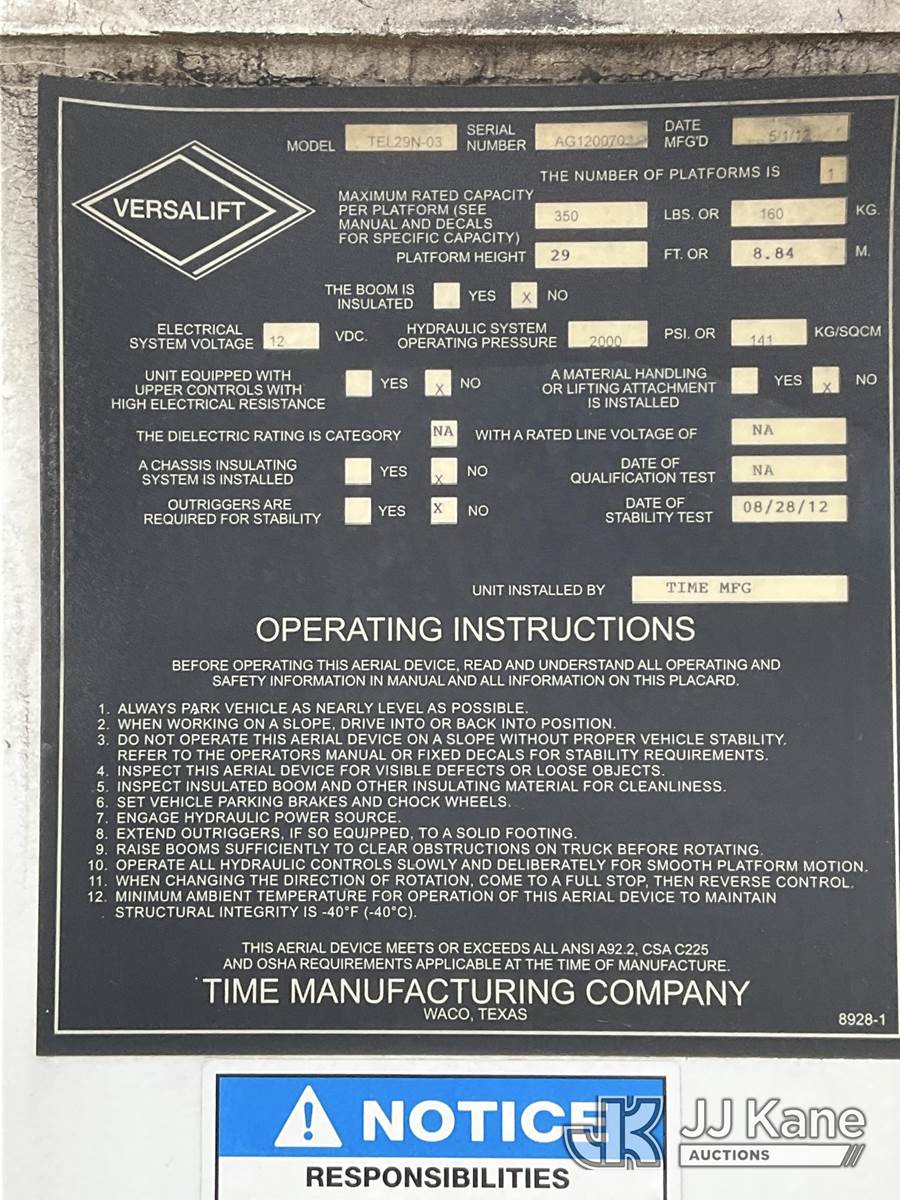 MODEL TEL29N-03 SERIAL NUMBER DATE MFG'D
THE NUMBER OF PLATFORMS IS 1
VERSALIFT
MAXIMUM RATED CAPACITY
PER PLATFORM (SEE
MANUAL AND DECALS
FOR SPECIFIC CAPACITY)
350 LBS. OR 160 KG.
PLATFORM HEIGHT 29 FT. OR 8.84 M.
THE BOOM IS
INSULATED YES X NO
ELECTRICAL
SYSTEM VOLTAGE 12 VDC.
HYDRAULIC SYSTEM
OPERATING PRESSURE 2000 PSI. OR 141 KG/SQCM
UNIT EQUIPPED WITH
UPPER CONTROLS WITH
HIGH ELECTRICAL RESISTANCE
YES X NO
A MATERIAL HANDLING
OR LIFTING ATTACHMENT
IS INSTALLED
YES X NO
THE DIELECTRIC RATING IS CATEGORY NA WITH A RATED LINE VOLTAGE OF NA
A CHASSIS INSULATING
SYSTEM IS INSTALLED YES X NO
DATE OF
QUALIFICATION TEST NA
OUTRIGGERS ARE
REQUIRED FOR STABILITY YES X NO
DATE OF
STABILITY TEST 08/28/12
UNIT INSTALLED BY TIME MFG
OPERATING INSTRUCTIONS
BEFORE OPERATING THIS AERIAL DEVICE, READ AND UNDERSTAND ALL OPERATING AND
SAFETY INFORMATION IN MANUAL AND ALL INFORMATION ON THIS PLACARD.
1. ALWAYS PARK VEHICLE AS NEARLY LEVEL AS POSSIBLE.
2. WHEN WORKING ON A SLOPE, DRIVE INTO OR BACK INTO POSITION.
3. DO NOT OPERATE THIS AERIAL DEVICE ON A SLOPE WITHOUT PROPER VEHICLE STABILITY.
REFER TO THE OPERATORS MANUAL OR FIXED DECALS FOR STABILITY REQUIREMENTS.
4. INSPECT THIS AERIAL DEVICE FOR VISIBLE DEFECTS OR LOOSE OBJECTS.
5. INSPECT INSULATED BOOM AND OTHER INSULATING MATERIAL FOR CLEANLINESS.
6. SET VEHICLE PARKING BRAKES AND CHOCK WHEELS.
7. ENGAGE HYDRAULIC POWER SOURCE.
8. EXTEND OUTRIGGERS, IF SO EQUIPPED, TO A SOLID FOOTING.
9. RAISE BOOMS SUFFICIENTLY TO CLEAR OBSTRUCTIONS ON TRUCK BEFORE ROTATING.
10. OPERATE ALL HYDRAULIC CONTROLS SLOWLY AND DELIBERATELY FOR SMOOTH PLATFORM MOTION.
11. WHEN CHANGING THE DIRECTION OF ROTATION, COME TO A FULL STOP, THEN REVERSE CONTROL.
12. MINIMUM AMBIENT TEMPERATURE FOR OPERATION OF THIS AERIAL DEVICE TO MAINTAIN
STRUCTURAL INTEGRITY IS -40°F (-40°C).
THIS AERIAL DEVICE MEETS OR EXCEEDS ALL ANSI A92.2, CSA C225
AND OSHA REQUIREMENTS APPLICABLE AT THE TIME OF MANUFACTURE.
TIME MANUFACTURING COMPANY
WACO, TEXAS
8928-1
NOTICE
RESPONSIBILITIES
JK JJ Kane
AUCTIONS